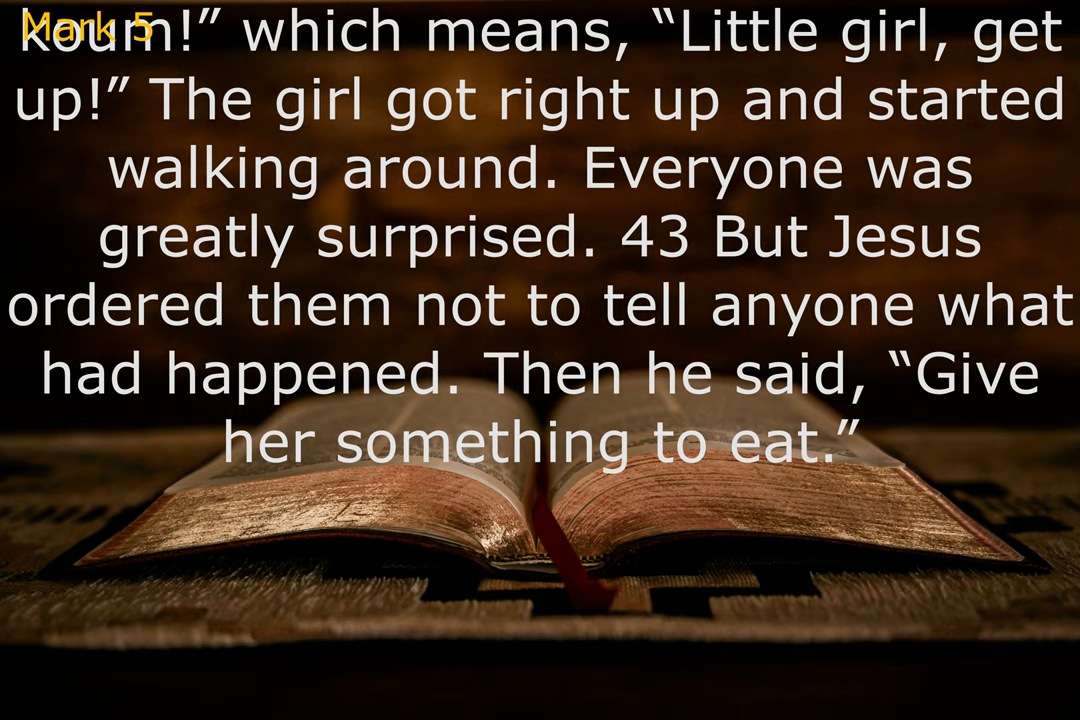 Mark 5
koum!” which means, “Little girl, get
up!” The girl got right up and started
walking around. Everyone was
greatly surprised. 43 But Jesus
ordered them not to tell anyone what
had happened. Then he said, “Give
her something to eat.”